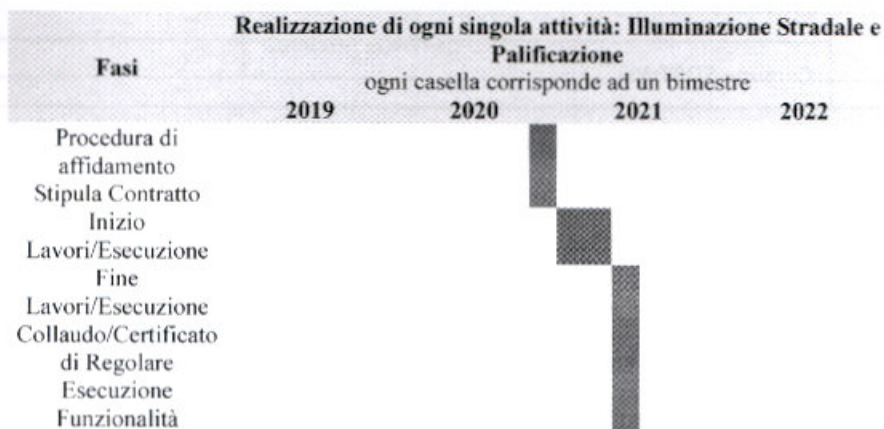 Realizzazione di ogni singola attività: Illuminazione Stradale e
Palificazione
Fasi
ogni casella corrisponde ad un bimestre
2019 2020 2021 2022
Procedura di
affidamento
Stipula Contratto
Inizio
Lavori/Esecuzione
Fine
Lavori/Esecuzione
Collaudo/Certificato
di Regolare
Esecuzione
Funzionalità